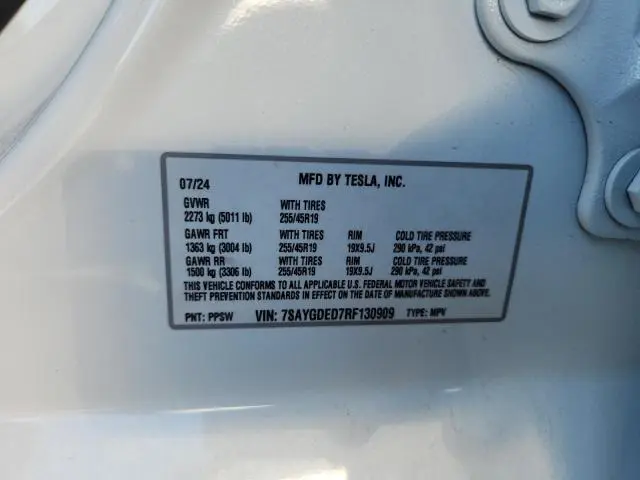 07/24 MFD BY TESLA, INC.
GVWR WITH TIRES
2273 kg (5011 lb) 255/45R19
GAWR FRT WITH TIRES RIM COLD TIRE PRESSURE
1363 kg (3004 lb) 255/45R19 19X9.5J 290 kPa, 42 psi
GAWR RR WITH TIRES RIM COLD TIRE PRESSURE
1500 kg (3306 lb) 255/45R19 19X9.5J 290 kPa, 42 psi
THIS VEHICLE CONFORMS TO ALL APPLICABLE U.S. FEDERAL MOTOR VEHICLE SAFETY AND
THEFT PREVENTION STANDARDS IN EFFECT ON THE DATE OF MANUFACTURE SHOWN ABOVE.
PNT: PPSW VIN: 7SAYGDED7RF130909 TYPE: MPV